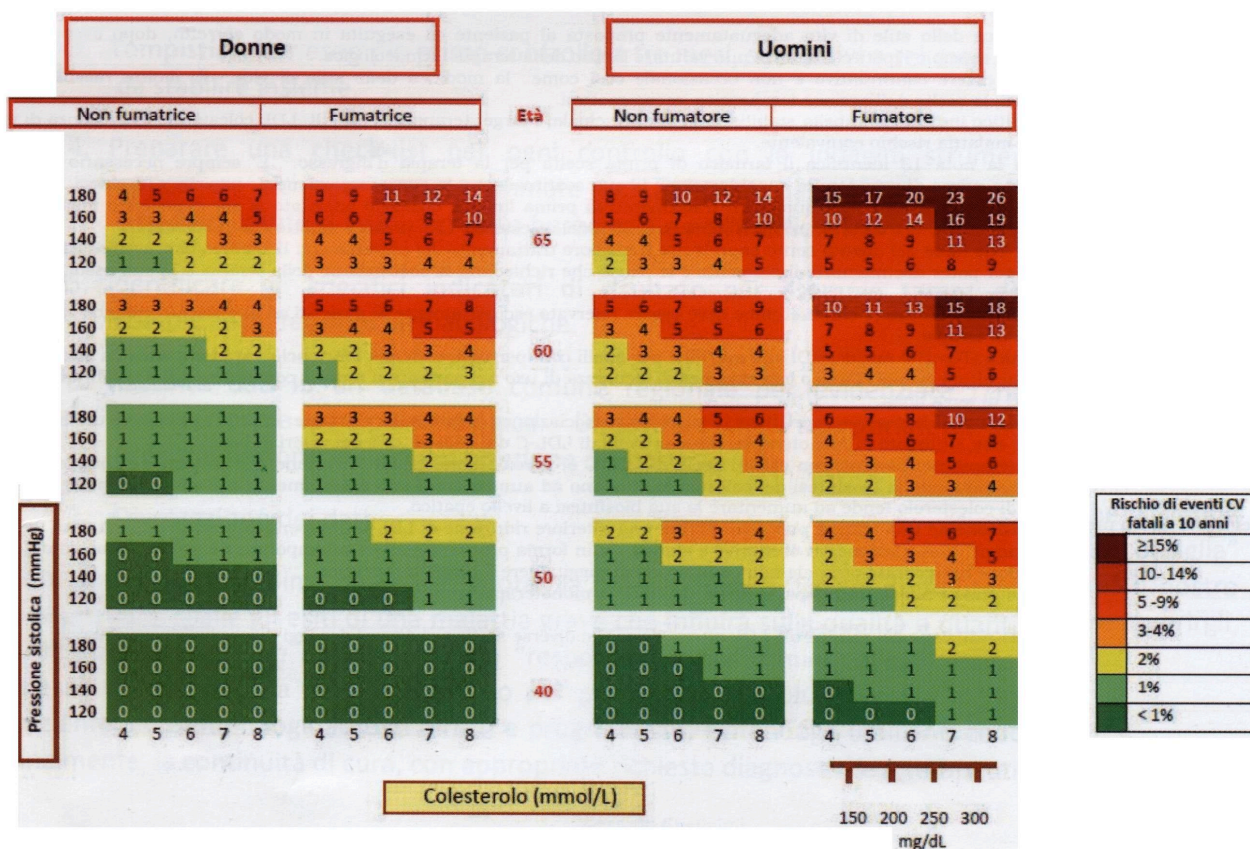 Donne Uomini
Non fumatrice Fumatrice Età Non fumatore Fumatore
180 4 5 6 6 7 9 9 11 12 14 8 9 10 12 14 15 17 20 23 26
160 3 3 4 4 5 6 6 7 8 10 5 6 7 8 10 10 12 14 16 19
140 2 2 2 3 3 4 4 5 6 7 65 4 4 5 6 7 7 8 9 11 13
120 1 1 2 2 2 3 3 3 4 4 2 3 3 4 5 5 5 6 8 9
180 3 3 3 4 4 5 5 6 7 8 5 6 7 8 9 10 11 13 15 18
160 2 2 2 2 3 3 4 4 5 5 3 4 5 5 6 7 8 9 11 13
140 1 1 1 2 2 2 2 3 3 4 60 2 3 3 4 4 5 5 6 7 9
120 1 1 1 1 1 1 2 2 2 3 2 2 2 3 3 3 4 4 5 6
180 1 1 1 1 1 3 3 3 4 4 3 4 4 5 6 6 7 8 10 12
160 1 1 1 1 1 2 2 2 3 3 2 2 3 3 4 4 5 6 7 8
140 1 1 1 1 1 1 1 1 2 2 55 1 2 2 2 3 3 3 4 5 6
120 0 0 1 1 1 1 1 1 1 1 1 1 1 2 2 2 2 3 3 4
180 1 1 1 1 1 1 1 2 2 2 2 2 3 3 4 4 4 5 6 7
160 0 0 1 1 1 1 1 1 1 1 1 2 2 2 2 3 3 4 5
140 0 0 0 0 0 1 1 1 1 1 50 1 1 1 1 2 2 2 2 3 3
120 0 0 0 0 0 0 0 0 1 1 1 1 1 1 1 1 1 2 2 2
180 0 0 0 0 0 0 0 0 0 0 0 0 1 1 1 1 1 1 2 2
160 0 0 0 0 0 0 0 0 0 0 0 0 0 1 1 1 1 1 1 1
140 0 0 0 0 0 0 0 0 0 0 40 0 0 0 0 0 0 1 1 1 1
120 0 0 0 0 0 0 0 0 0 0 0 0 0 0 0 0 0 0 1 1
4 5 6 7 8 4 5 6 7 8 4 5 6 7 8 7 8
Pressione sistolica (mmHg)
Colesterolo (mmol/L)
150 200 250 300
mg/dL
Rischio di eventi CV
fatali a 10 anni
≥15%
10- 14%
5 -9%
3-4%
2%
1%
< 1%